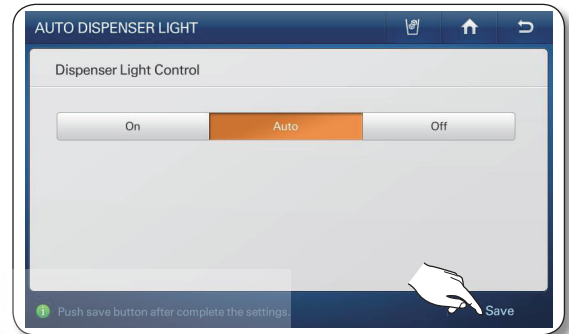 AUTO DISPENSER LIGHT
Dispenser Light Control
On Auto Off
Push save button after complete the settings.
Save